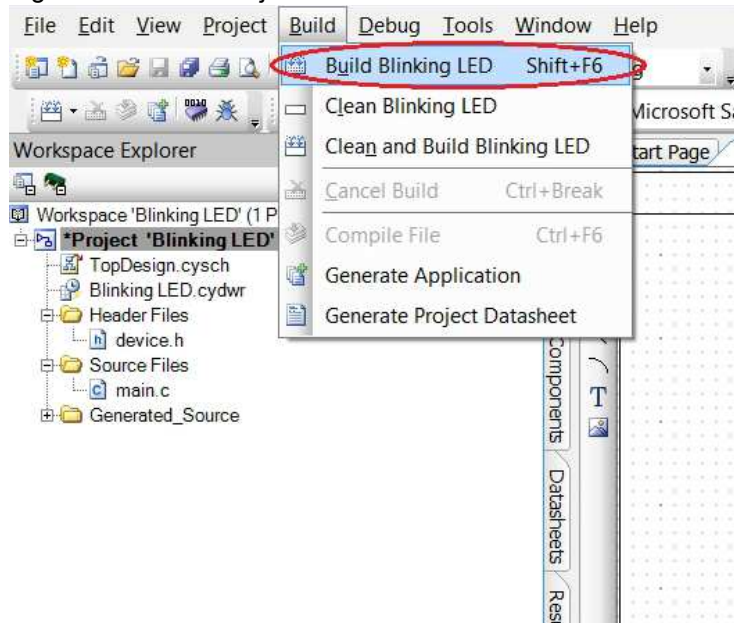 File Edit View Project Build Debug Tools Window Help
Build Blinking LED Shift+F6
Clean Blinking LED
Clean and Build Blinking LED
Cancel Build Ctrl+Break
Compile File Ctrl+F6
Generate Application
Generate Project Datasheet
Microsoft Sa
tart Page
Workspace Explorer
Workspace 'Blinking LED' (1 P
*Project 'Blinking LED'
TopDesign.cysch
Blinking LED.cydwr
Header Files
device.h
Source Files
main.c
Generated_Source
Components
Datasheets
Resu
T